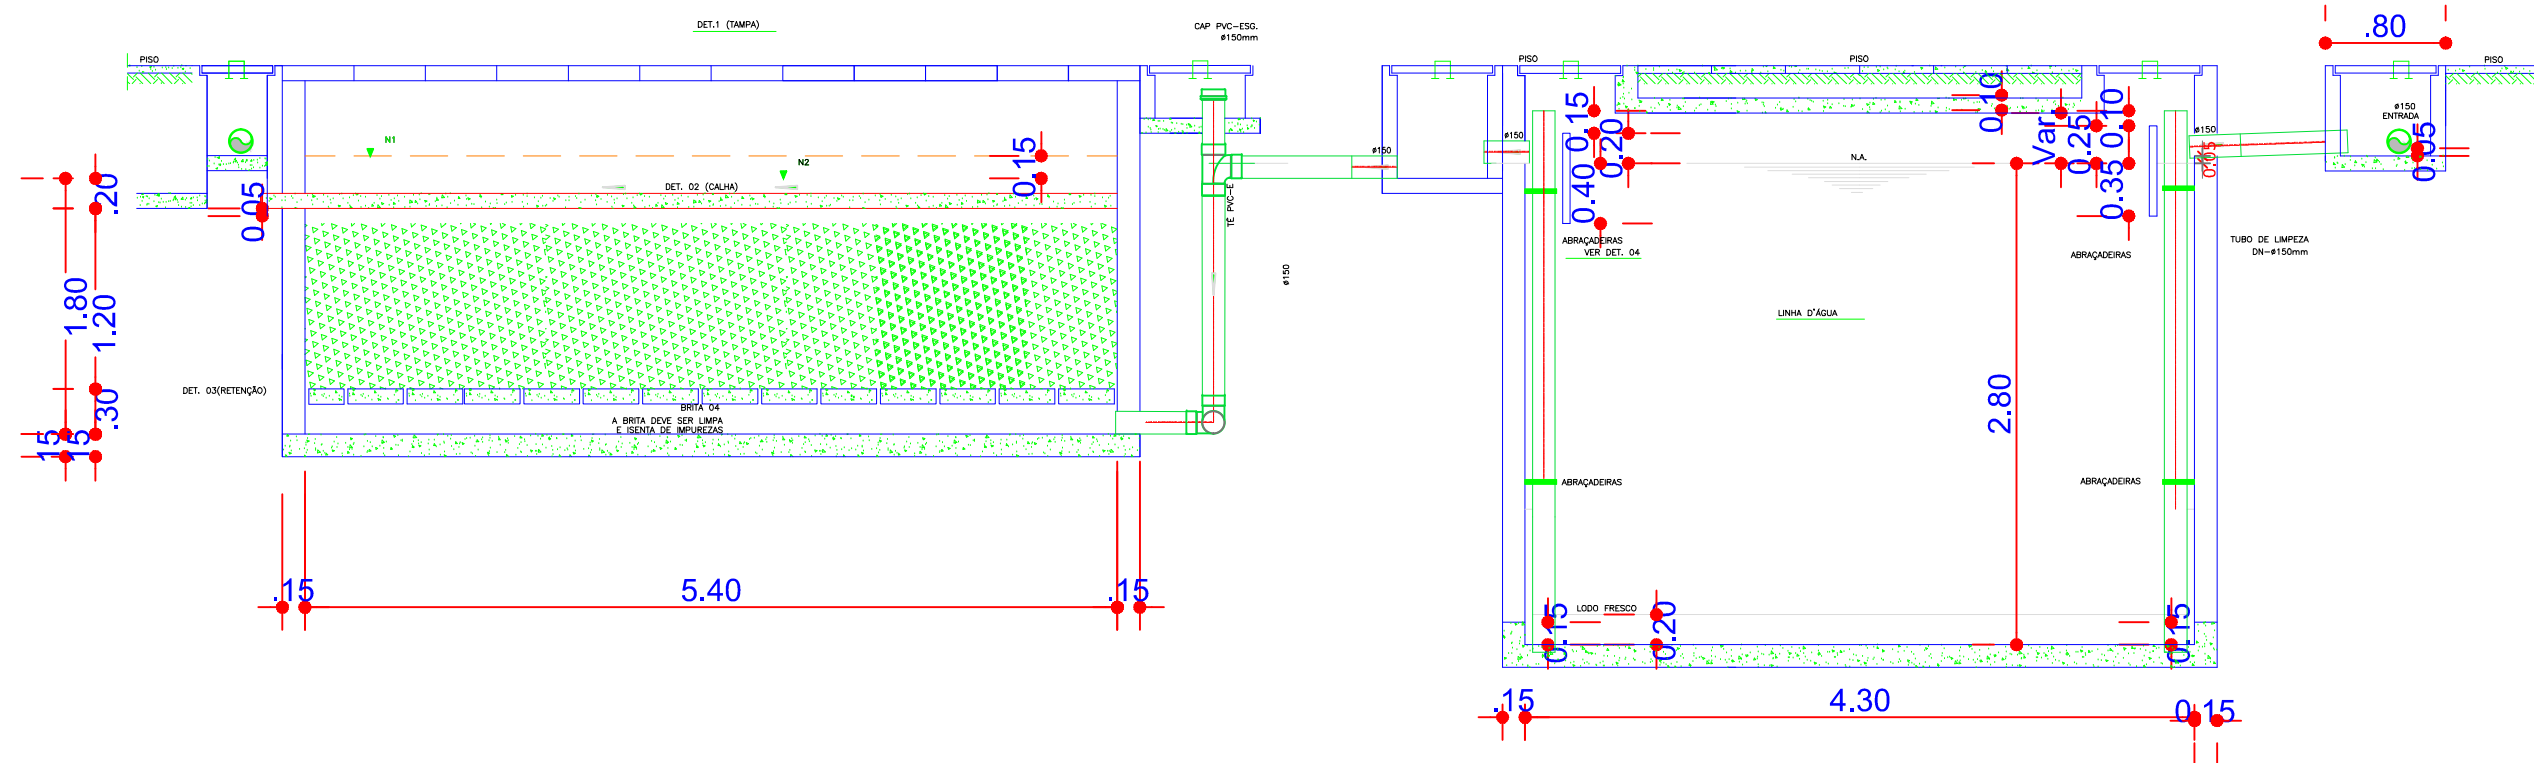 DET.1 (TAMPA)
CAP PVC-ESG.
ø150mm
PISO
N1
N2
DET. 02 (CALHA)
0.15
0.05
.20
1.80
1.20
.30
15
15
DET. 03(RETENÇÃO)
BRITA 04
A BRITA DEVE SER LIMPA
E ISENTA DE IMPUREZAS
TÊ PVC-E
ø150
ø150
.15
5.40
.15
PISO
PISO
ø150
0.15
0.20
0.40
ABRAÇADEIRAS
VER DET. 04
N.A.
0.10
Var.
0.25
0.10
0.35
LINHA D'ÁGUA
2.80
ABRAÇADEIRAS
ABRAÇADEIRAS
ABRAÇADEIRAS
LODO FRESCO
0.15
0.20
0.15
.15
4.30
0.15
.80
PISO
ø150
ENTRADA
ø150
0.05
0.05
TUBO DE LIMPEZA
DN-ø150mm